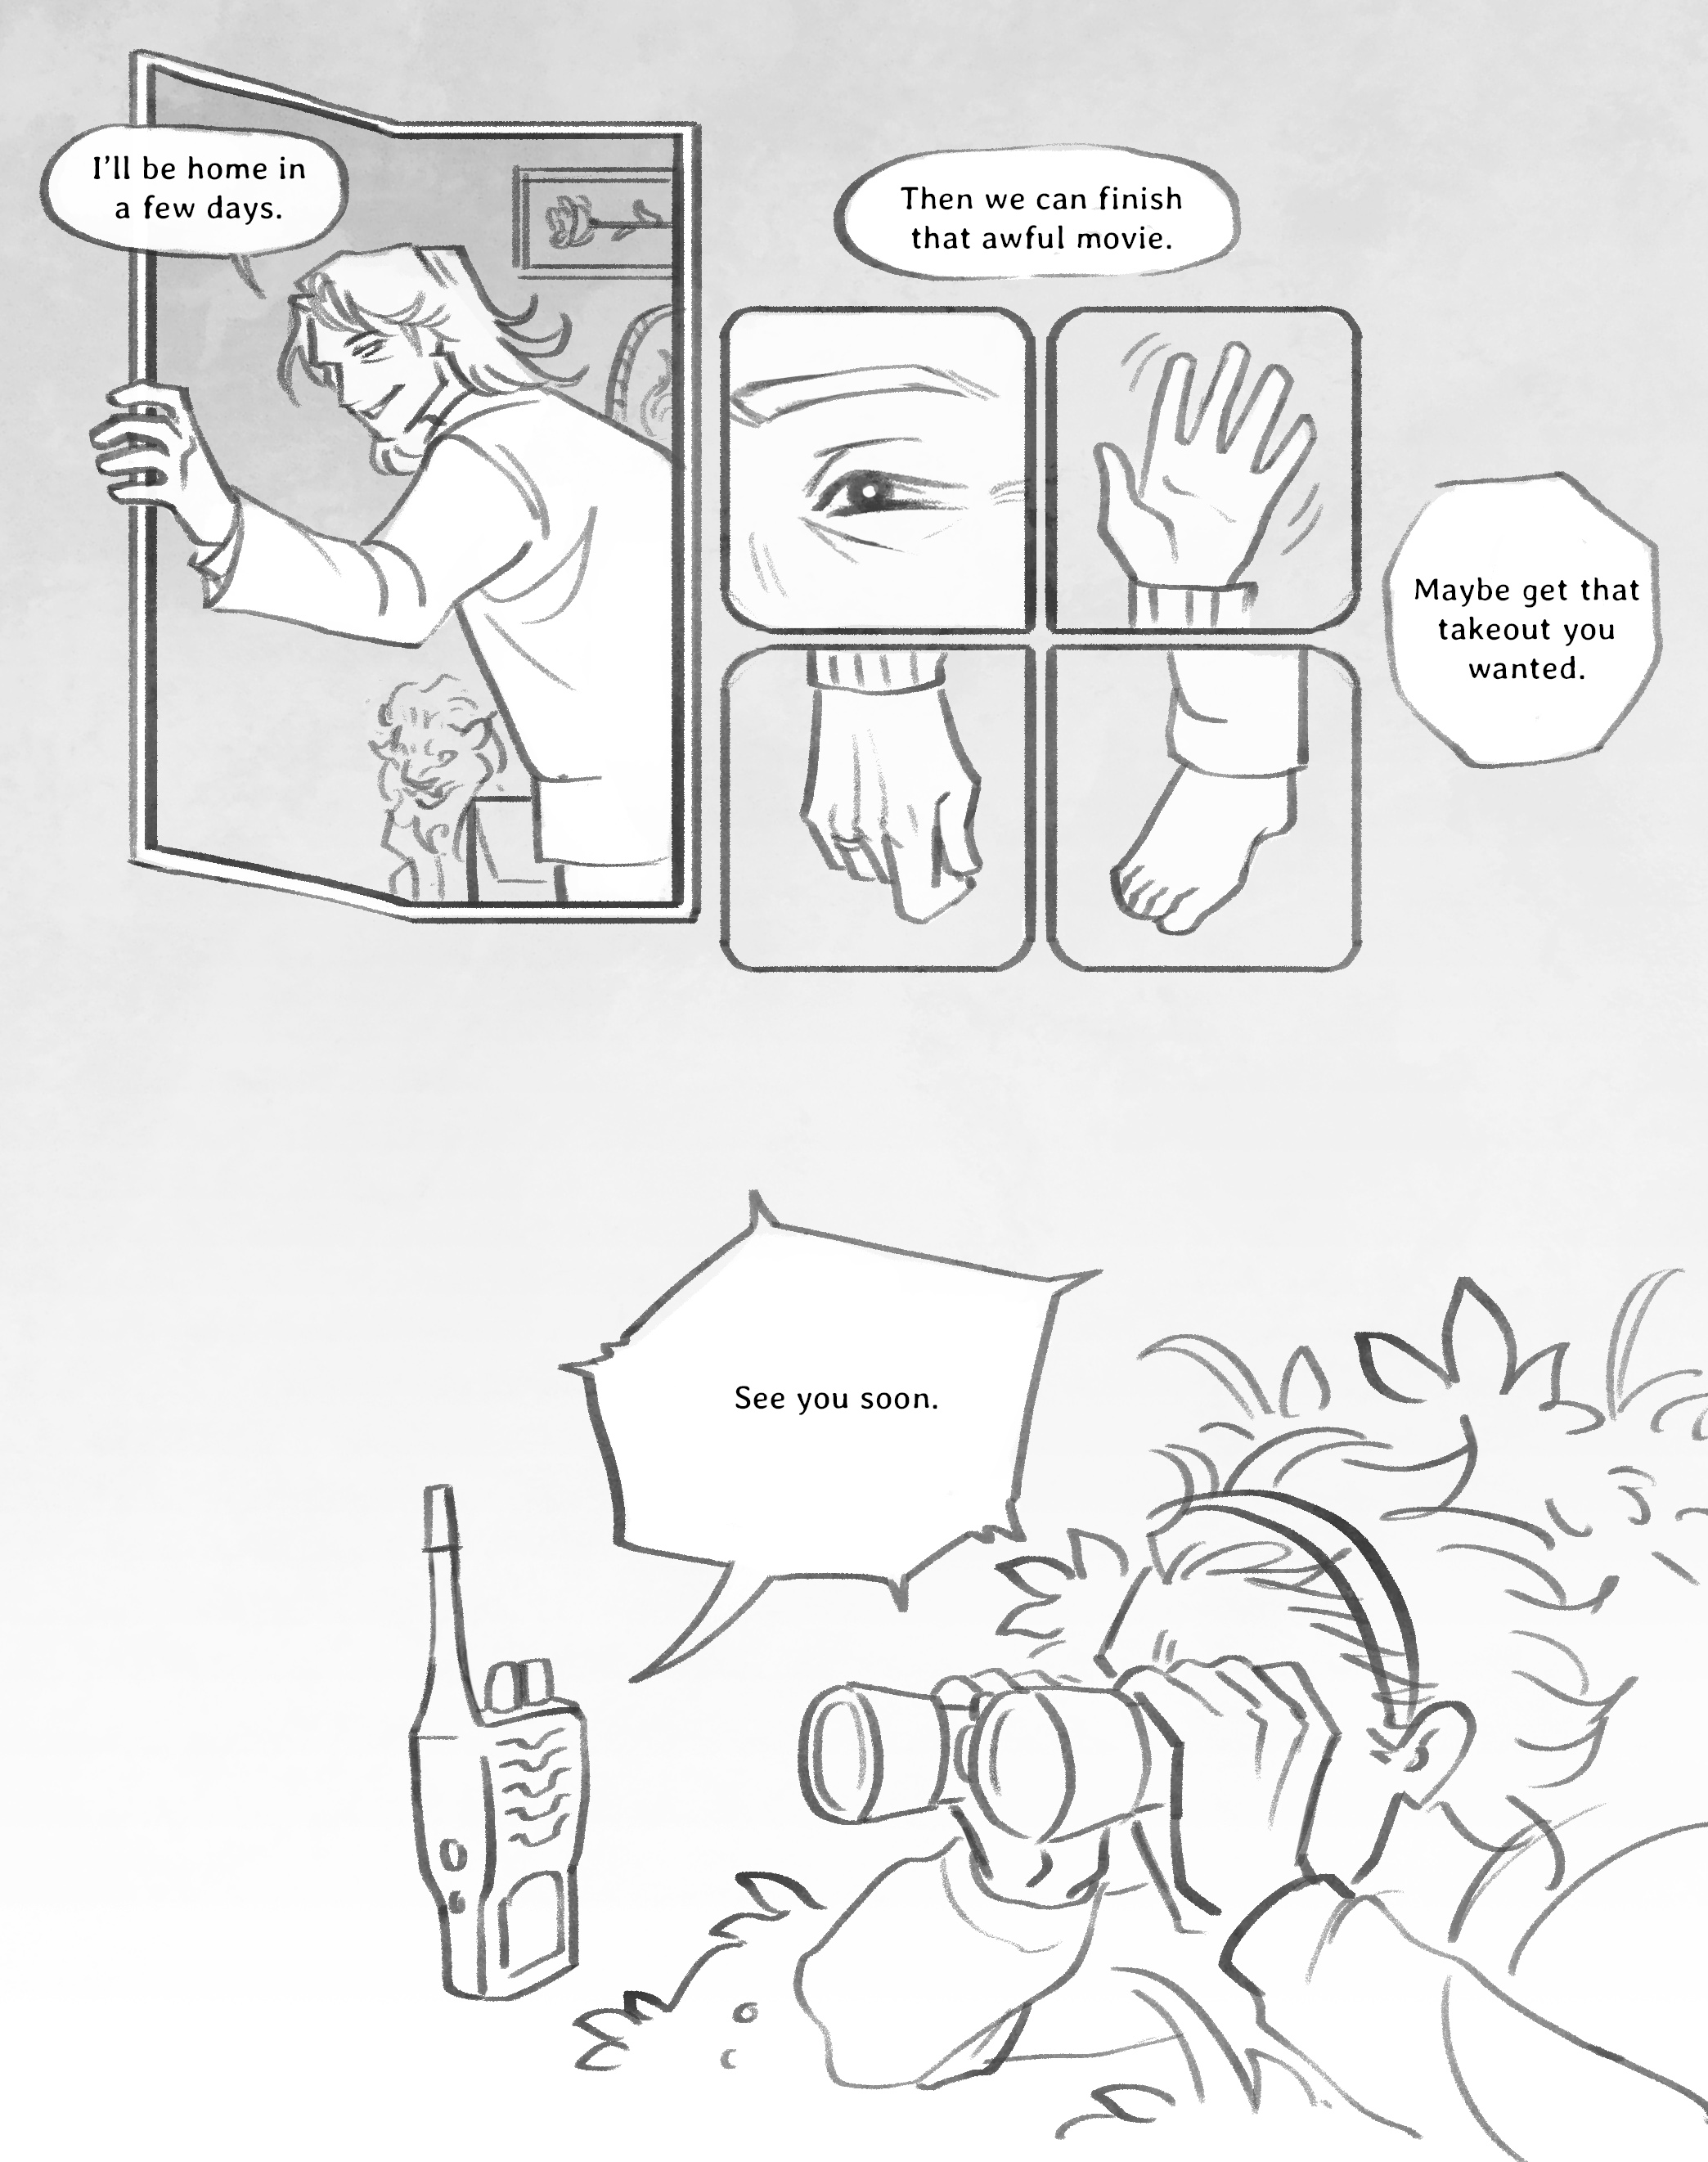 I'll be home in
a few days.
Then we can finish
that awful movie.
Maybe get that
takeout you
wanted.
See you soon.